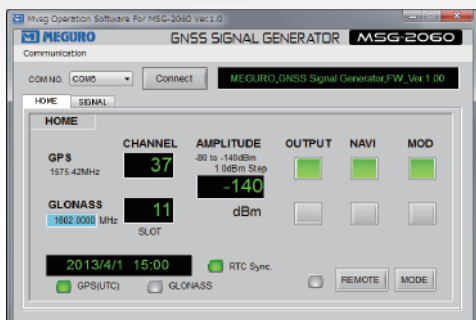 Mvsg Operation Software For MSG-2060 Ver.1.0
MEGURO GNSS SIGNAL GENERATOR MSG-2060
Communication
COM NO. COM5 Connect MEGURO,GNSS Signal Generator,FW_Ver.1.00
HOME SIGNAL
HOME
CHANNEL AMPLITUDE OUTPUT NAVI MOD
GPS
1575.42MHz
37
-80 to -140dBm
1.0dBm Step
-140
GLONASS
1602.0000 MHz
11
dBm
SLOT
2013/4/1 15:00 RTC Sync.
GPS(UTC) GLONASS REMOTE MODE